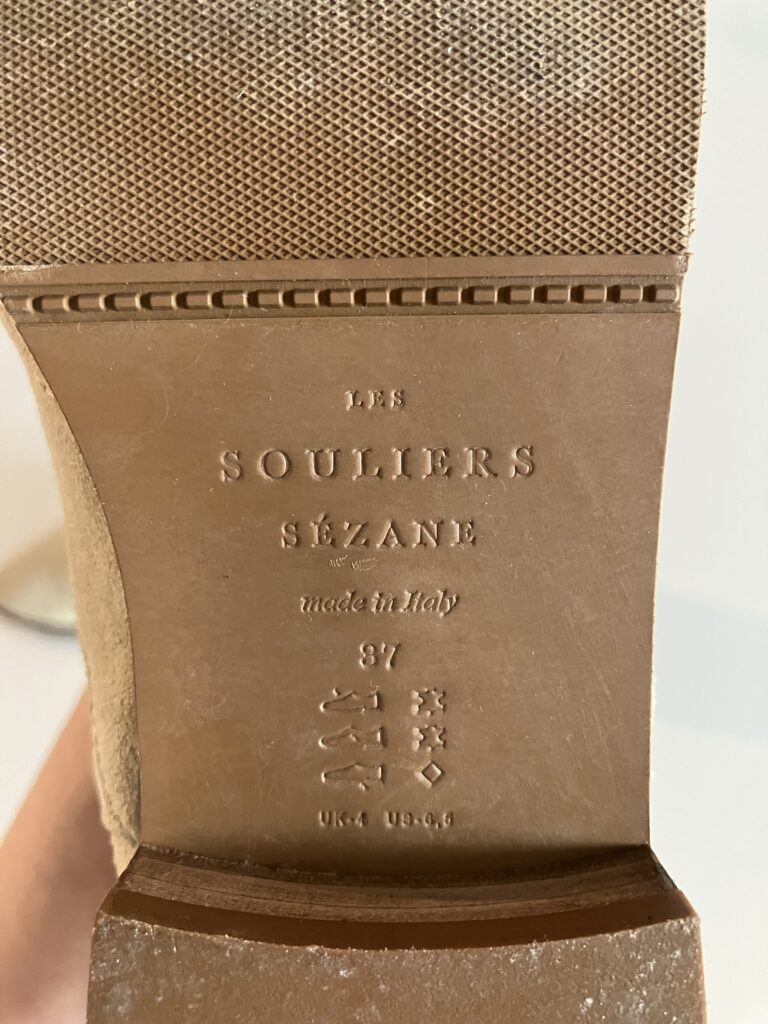 LES
SOULIERS
SÉZANE
made in Italy
37
UK-4 US-6,5